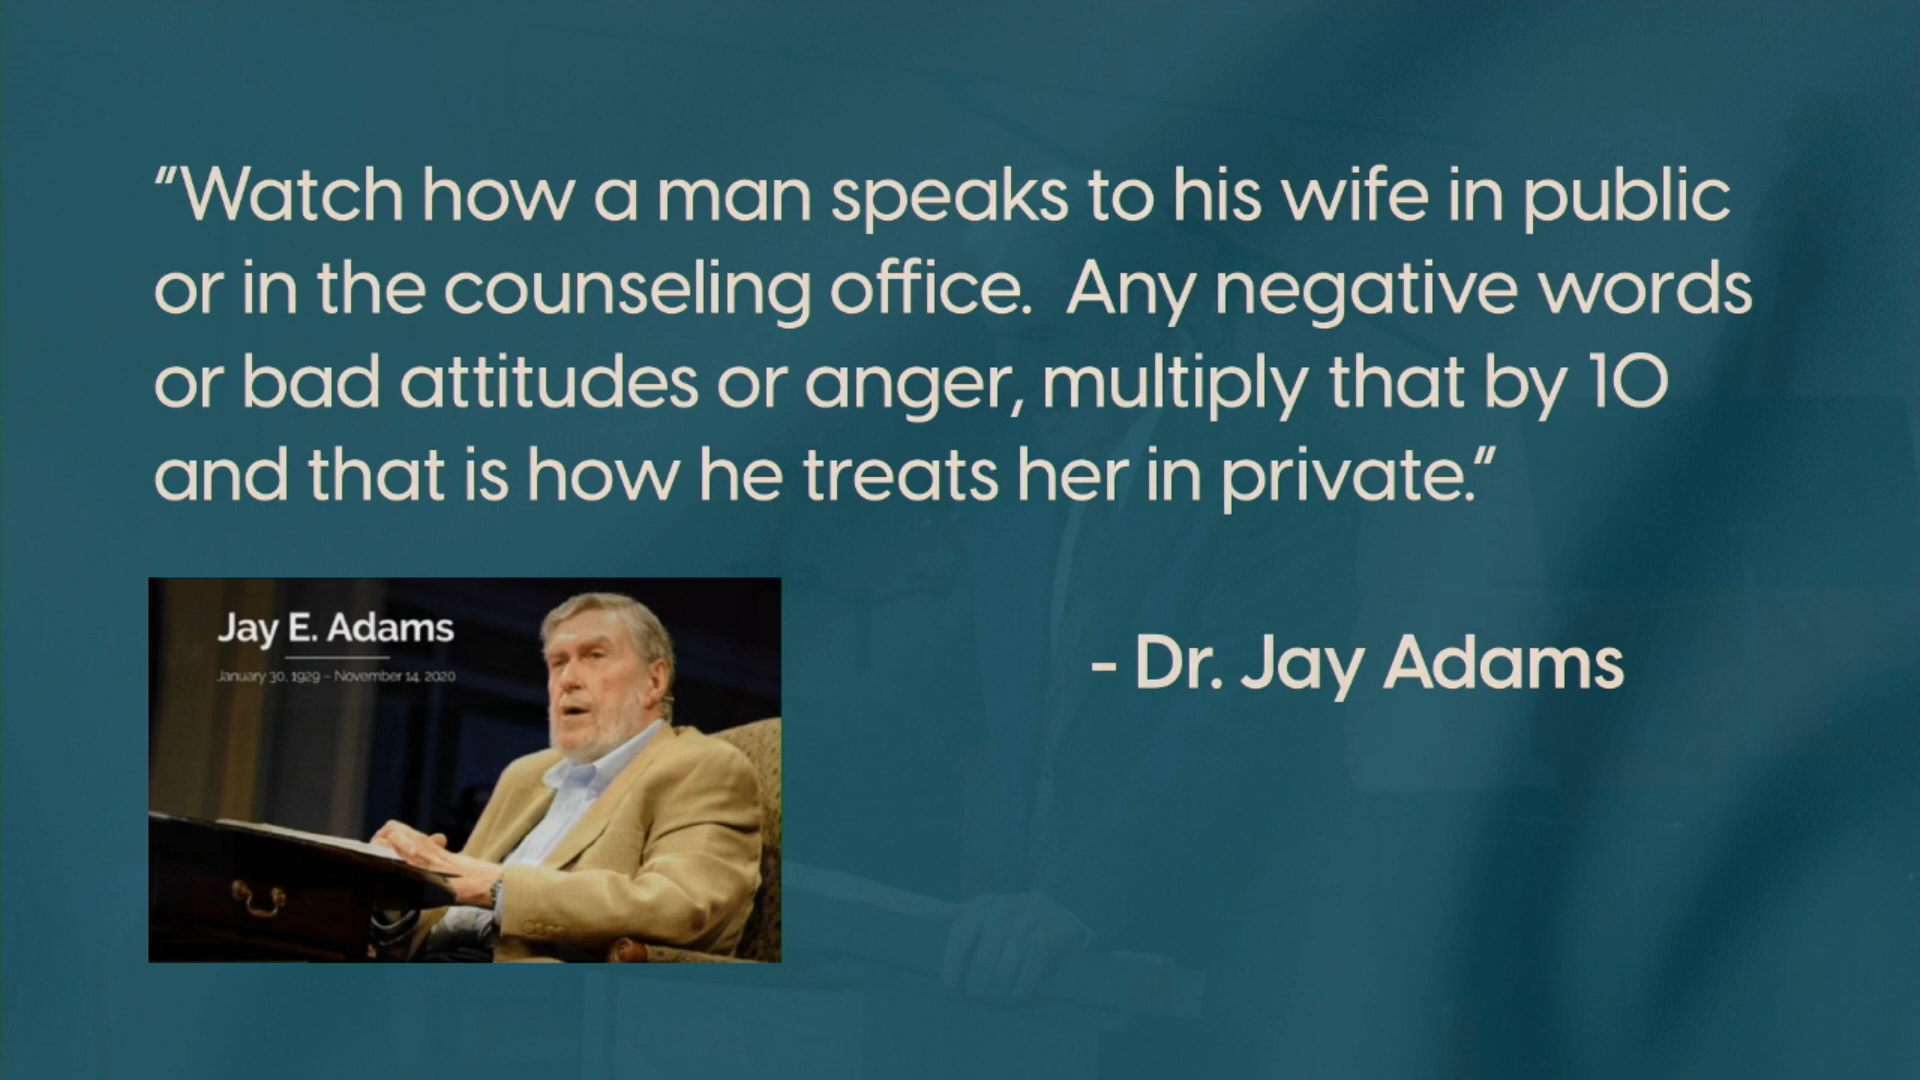 "Watch how a man speaks to his wife in public
or in the counseling office.  Any negative words
or bad attitudes or anger, multiply that by 10
and that is how he treats her in private."
Jay E. Adams
January 30, 1929 - November 14, 2020
- Dr. Jay Adams